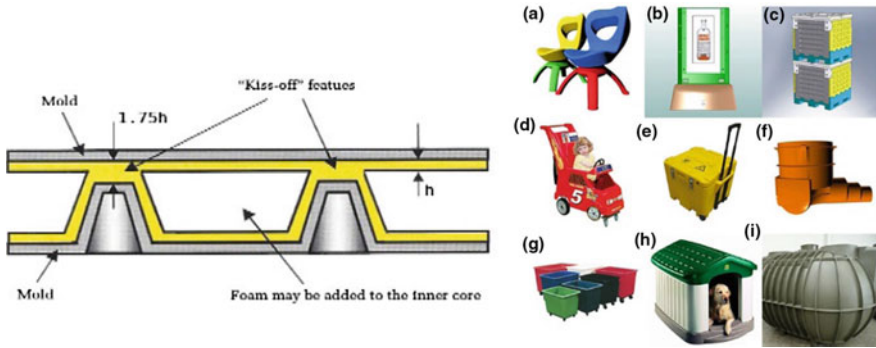 "Kiss-off" featues
Mold
1.75h
h
Mold
Foam may be added to the inner core
(a)
(b)
(c)
(d)
5
(e)
(f)
(g)
(h)
(i)